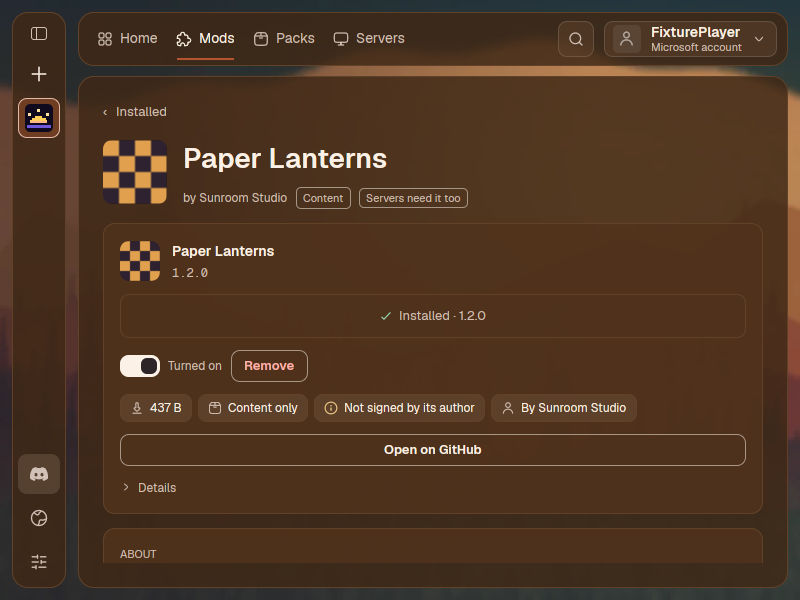 Home
Mods
Packs
Servers
FixturePlayer
Microsoft account
‹ Installed
Paper Lanterns
by Sunroom Studio
Content
Servers need it too
Paper Lanterns
1.2.0
Installed · 1.2.0
Turned on
Remove
437 B
Content only
Not signed by its author
By Sunroom Studio
Open on GitHub
Details
ABOUT